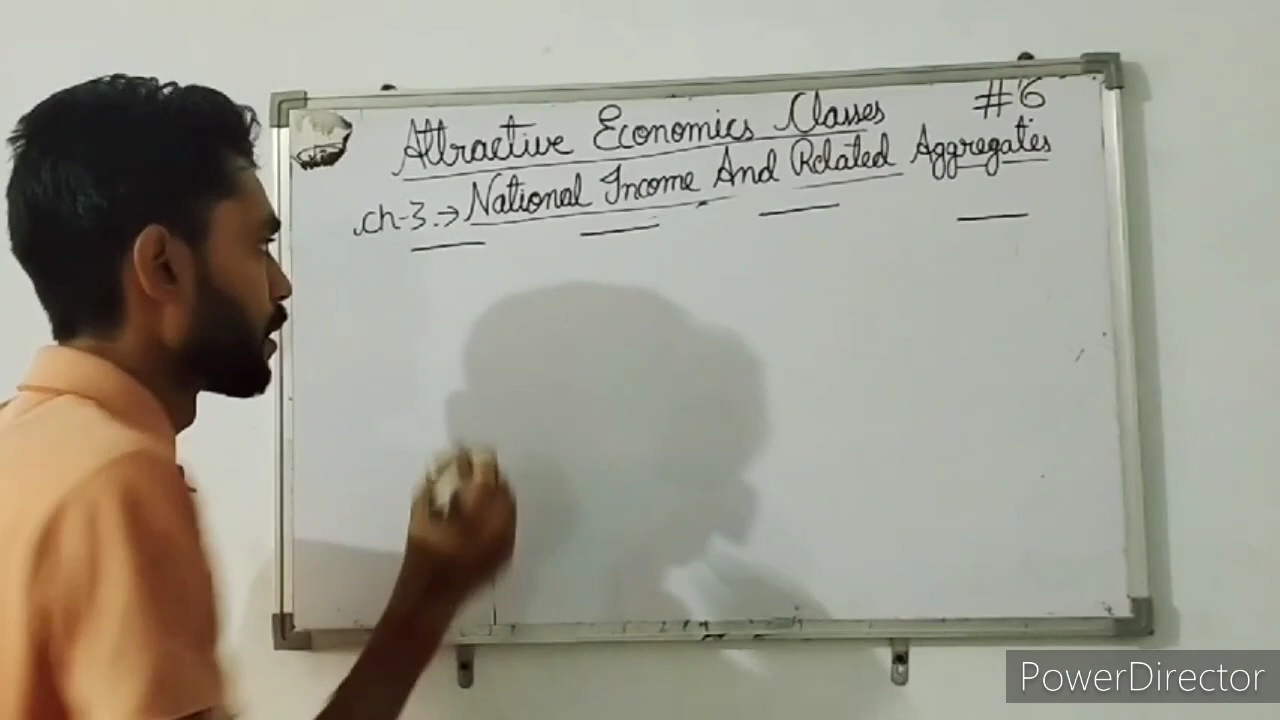 Attractive Economics Classes #6
Ch-3.→ National Income And Related Aggregates
PowerDirector